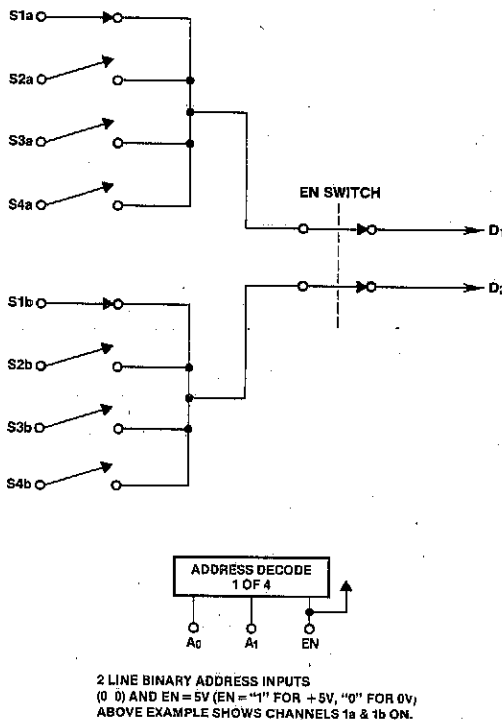 S1a
S2a
S3a
S4a
EN SWITCH
D1
D2
S1b
S2b
S3b
S4b
ADDRESS DECODE
1 OF 4
A0 A1 EN
2 LINE BINARY ADDRESS INPUTS
(0 0) AND EN = 5V (EN = "1" FOR +5V, "0" FOR 0V)
ABOVE EXAMPLE SHOWS CHANNELS 1a & 1b ON.